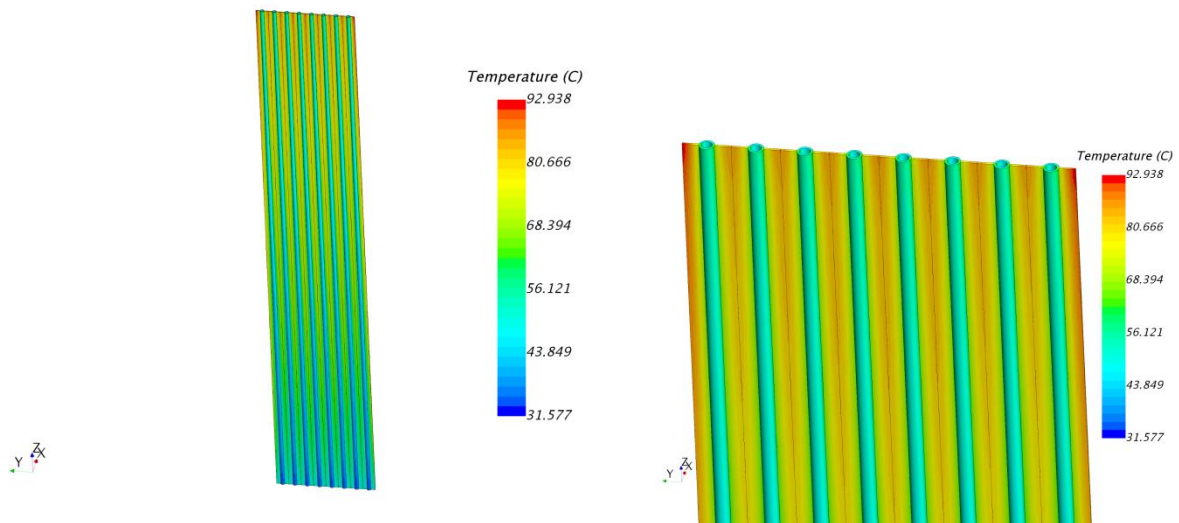 Temperature (C)
92.938
80.666
68.394
56.121
43.849
31.577
Z
X
Y
Temperature (C)
92.938
80.666
68.394
56.121
43.849
31.577
Z
X
Y